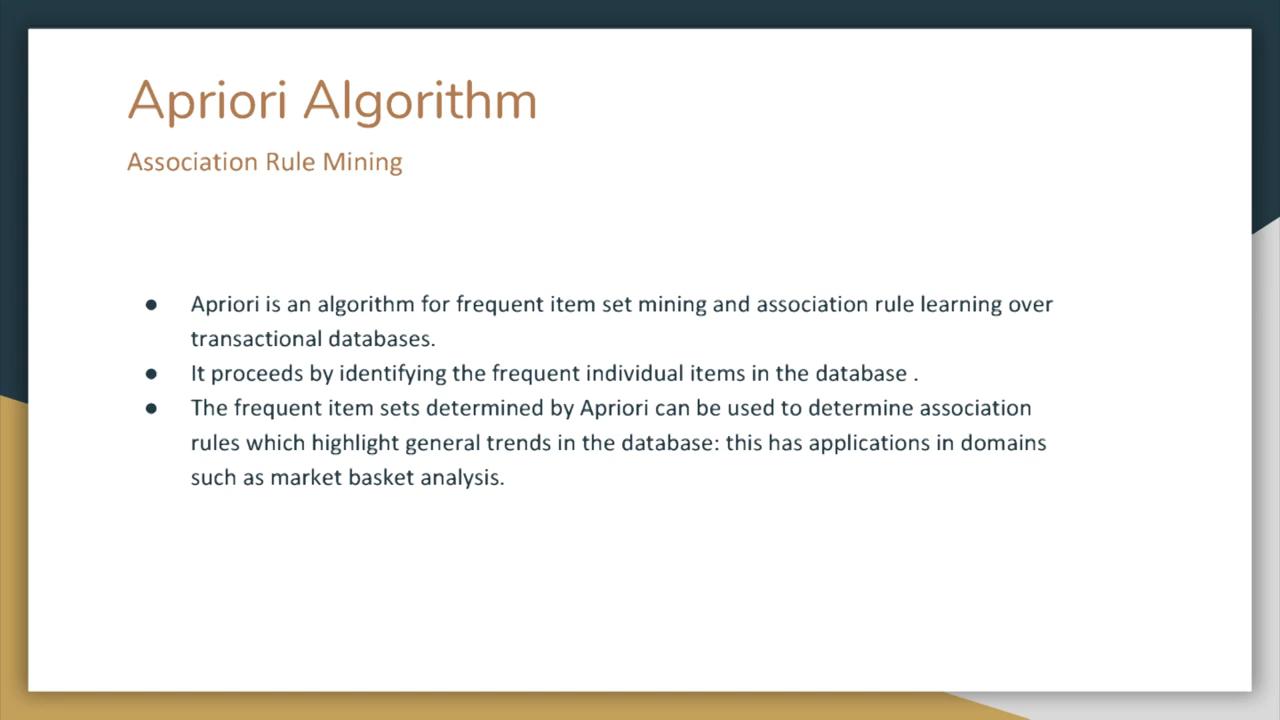 Apriori Algorithm
Association Rule Mining
● Apriori is an algorithm for frequent item set mining and association rule learning over
transactional databases.
● It proceeds by identifying the frequent individual items in the database .
● The frequent item sets determined by Apriori can be used to determine association
rules which highlight general trends in the database: this has applications in domains
such as market basket analysis.